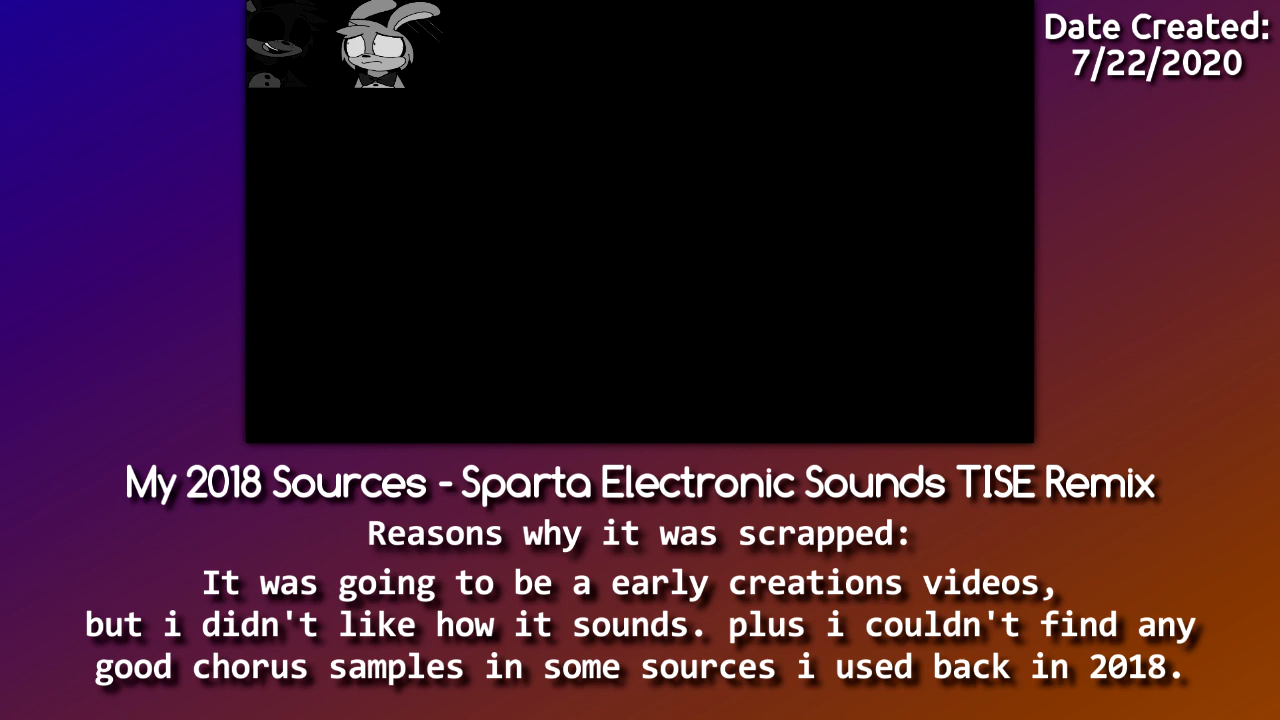 Date Created:
7/22/2020
My 2018 Sources - Sparta Electronic Sounds TISE Remix
Reasons why it was scrapped:
It was going to be a early creations videos,
but i didn't like how it sounds. plus i couldn't find any
good chorus samples in some sources i used back in 2018.